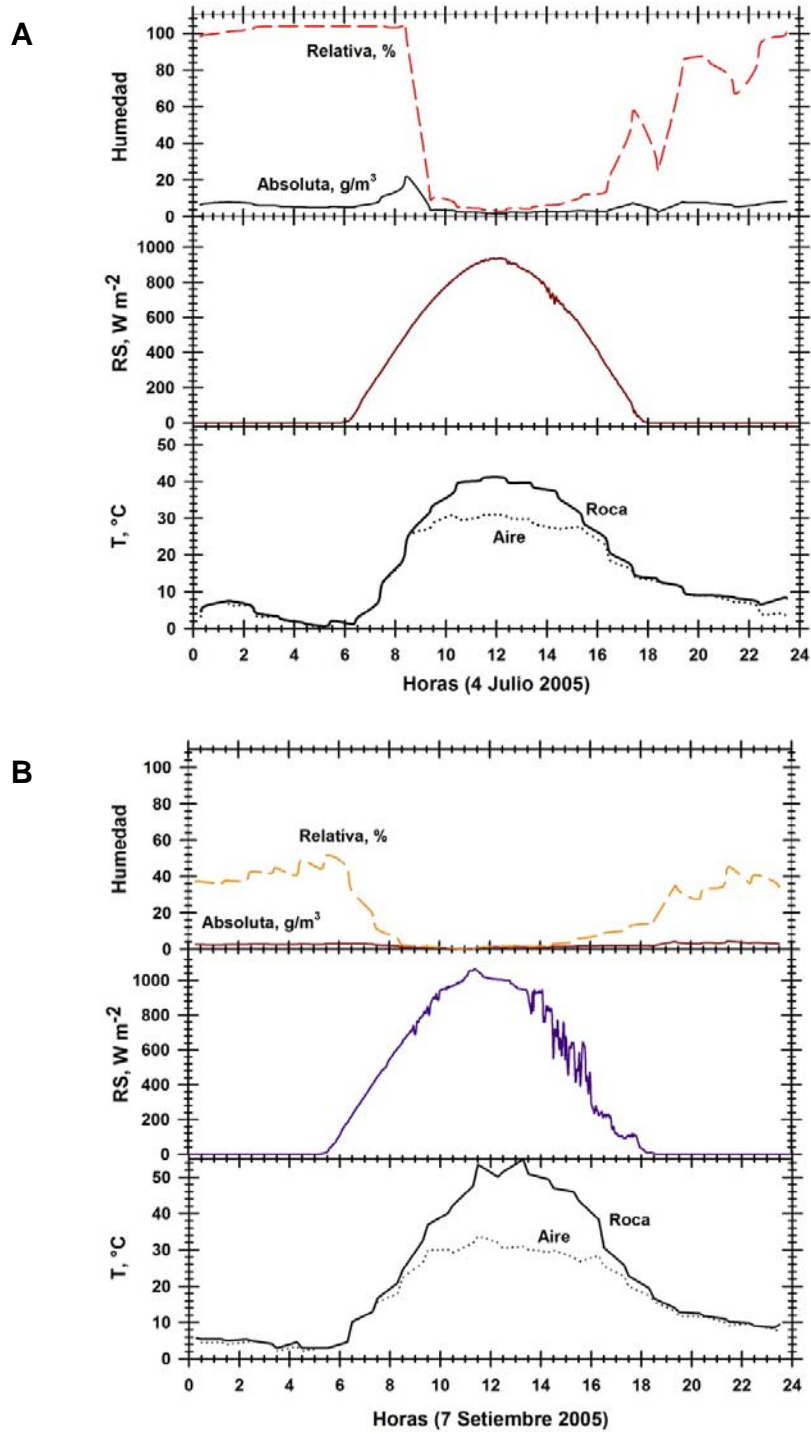 A
Humedad
100
80
60
40
20
0
Relativa, %
Absoluta, g/m³
RS, W m⁻²
1000
800
600
400
200
0
T, °C
50
40
30
20
10
0
Roca
Aire
0 2 4 6 8 10 12 14 16 18 20 22 24
Horas (4 Julio 2005)
B
Humedad
100
80
60
40
20
0
Relativa, %
Absoluta, g/m³
RS, W m⁻²
1000
800
600
400
200
0
T, °C
50
40
30
20
10
0
Roca
Aire
0 2 4 6 8 10 12 14 16 18 20 22 24
Horas (7 Setiembre 2005)